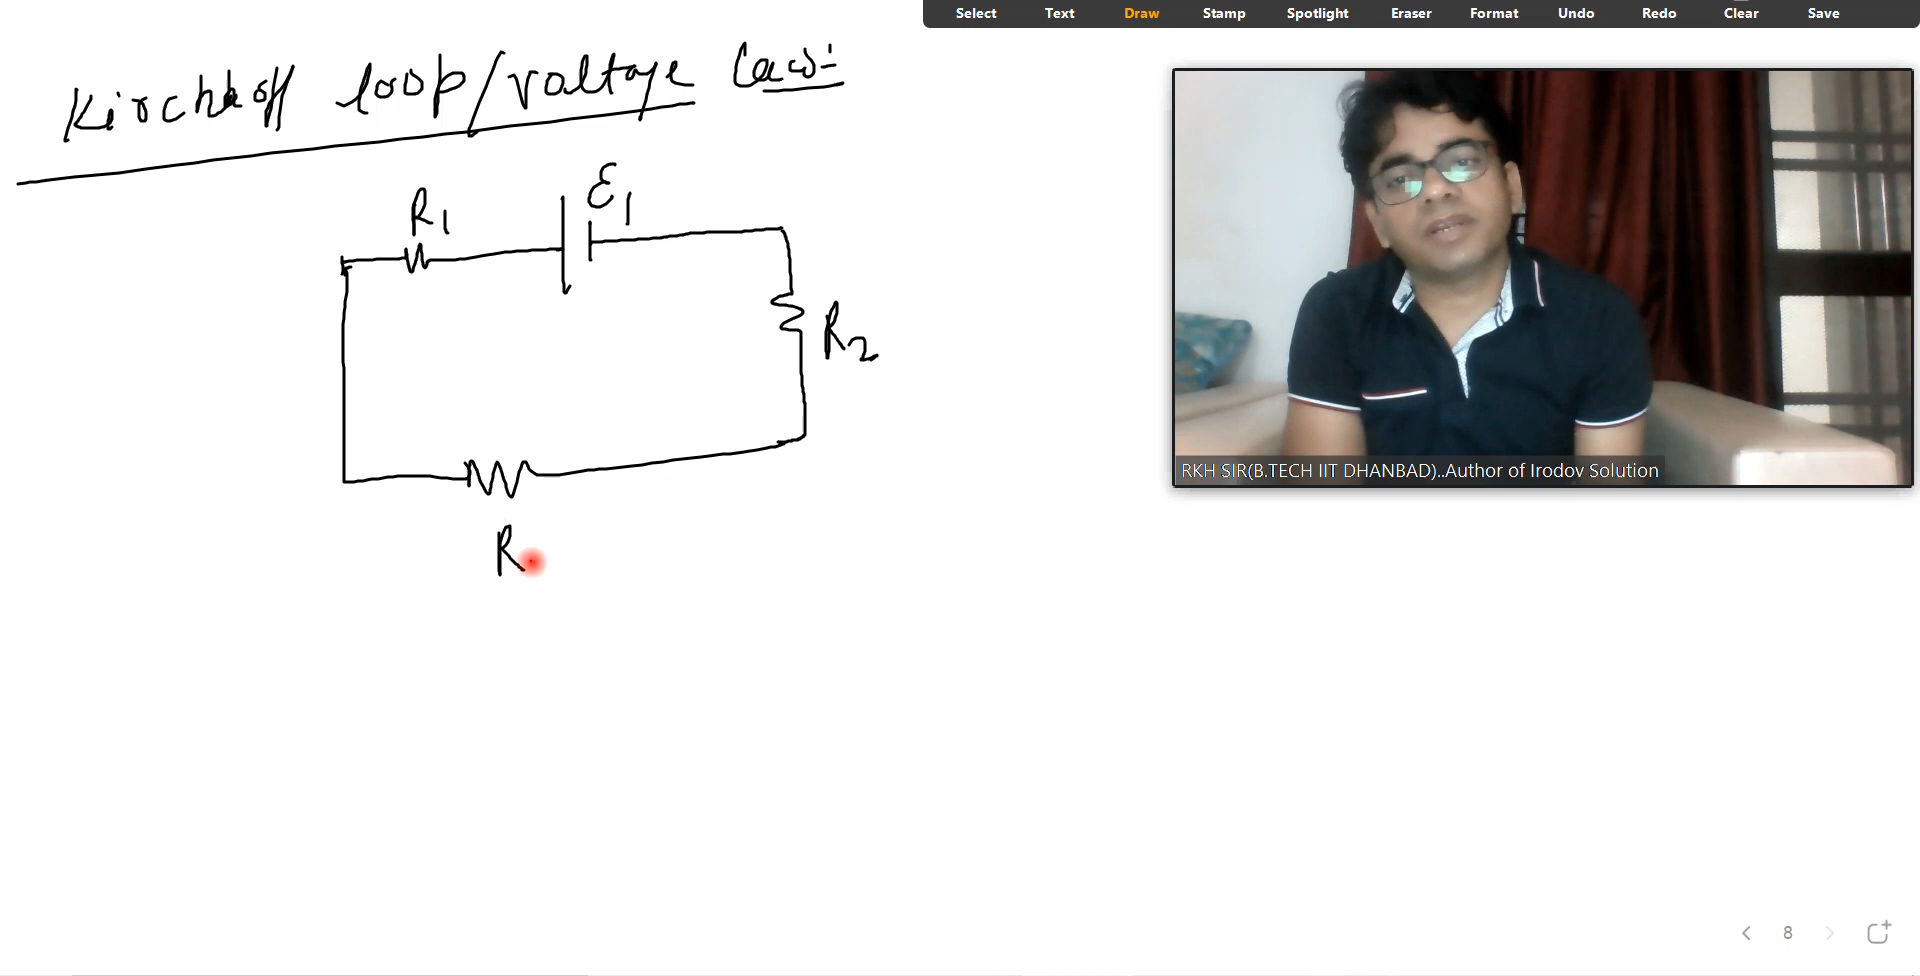 Select Text Draw Stamp Spotlight Eraser Format Undo Redo Clear Save
Kirchhoff loop/voltage Law:-
R1
ε1
R2
R
RKH SIR(B.TECH IIT DHANBAD)..Author of Irodov Solution
8